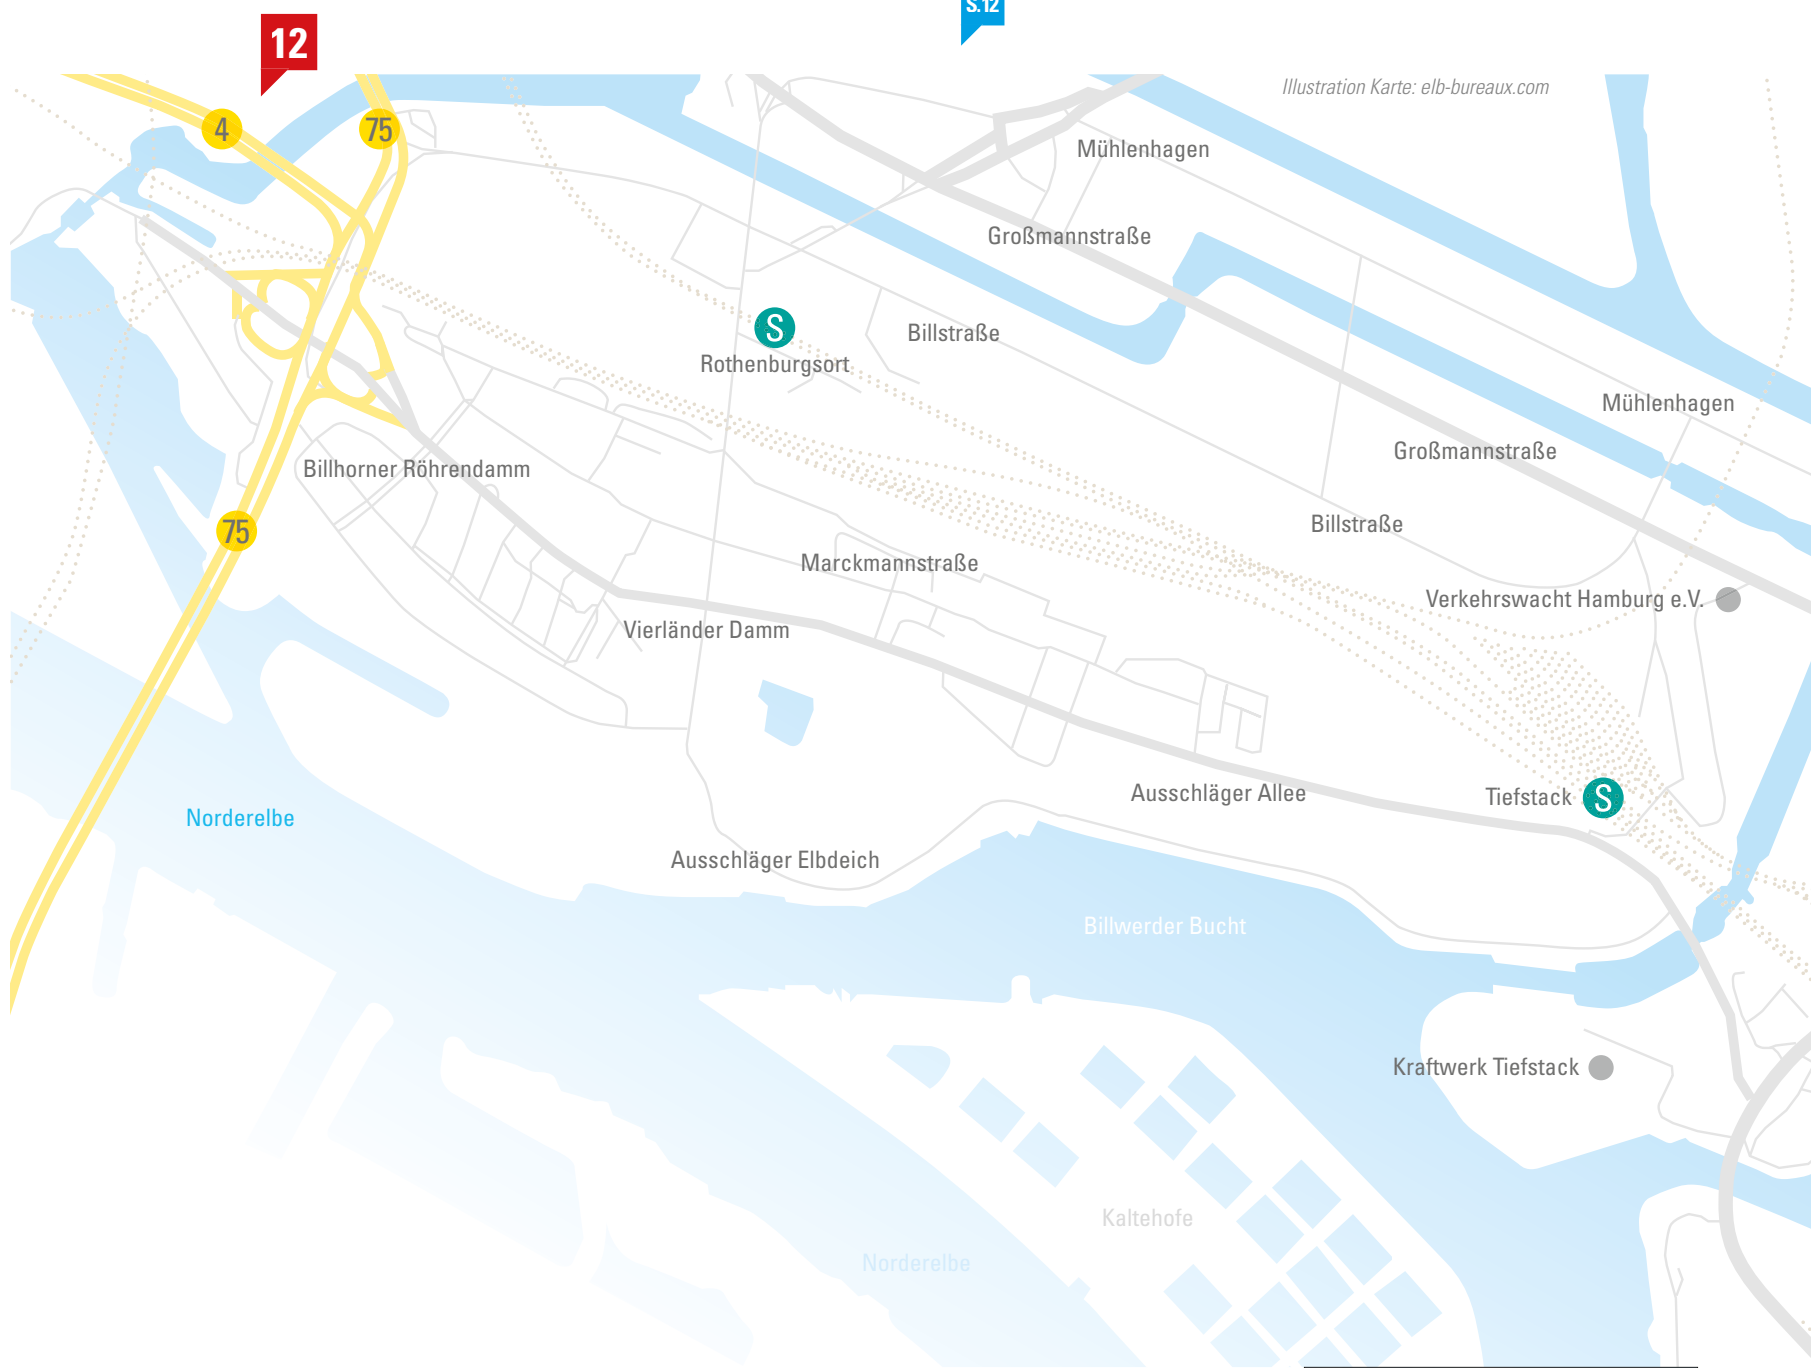 S.12
12
Illustration Karte: elb-bureaux.com
4
75
Mühlenhagen
Großmannstraße
S
Rothenburgsort
Billstraße
Mühlenhagen
Großmannstraße
Billhorner Röhrendamm
75
Billstraße
Marckmannstraße
Verkehrswacht Hamburg e.V.
Vierländer Damm
Ausschläger Allee
Tiefstack
S
Norderelbe
Ausschläger Elbdeich
Billwerder Bucht
Kraftwerk Tiefstack
Kaltehofe
Norderelbe